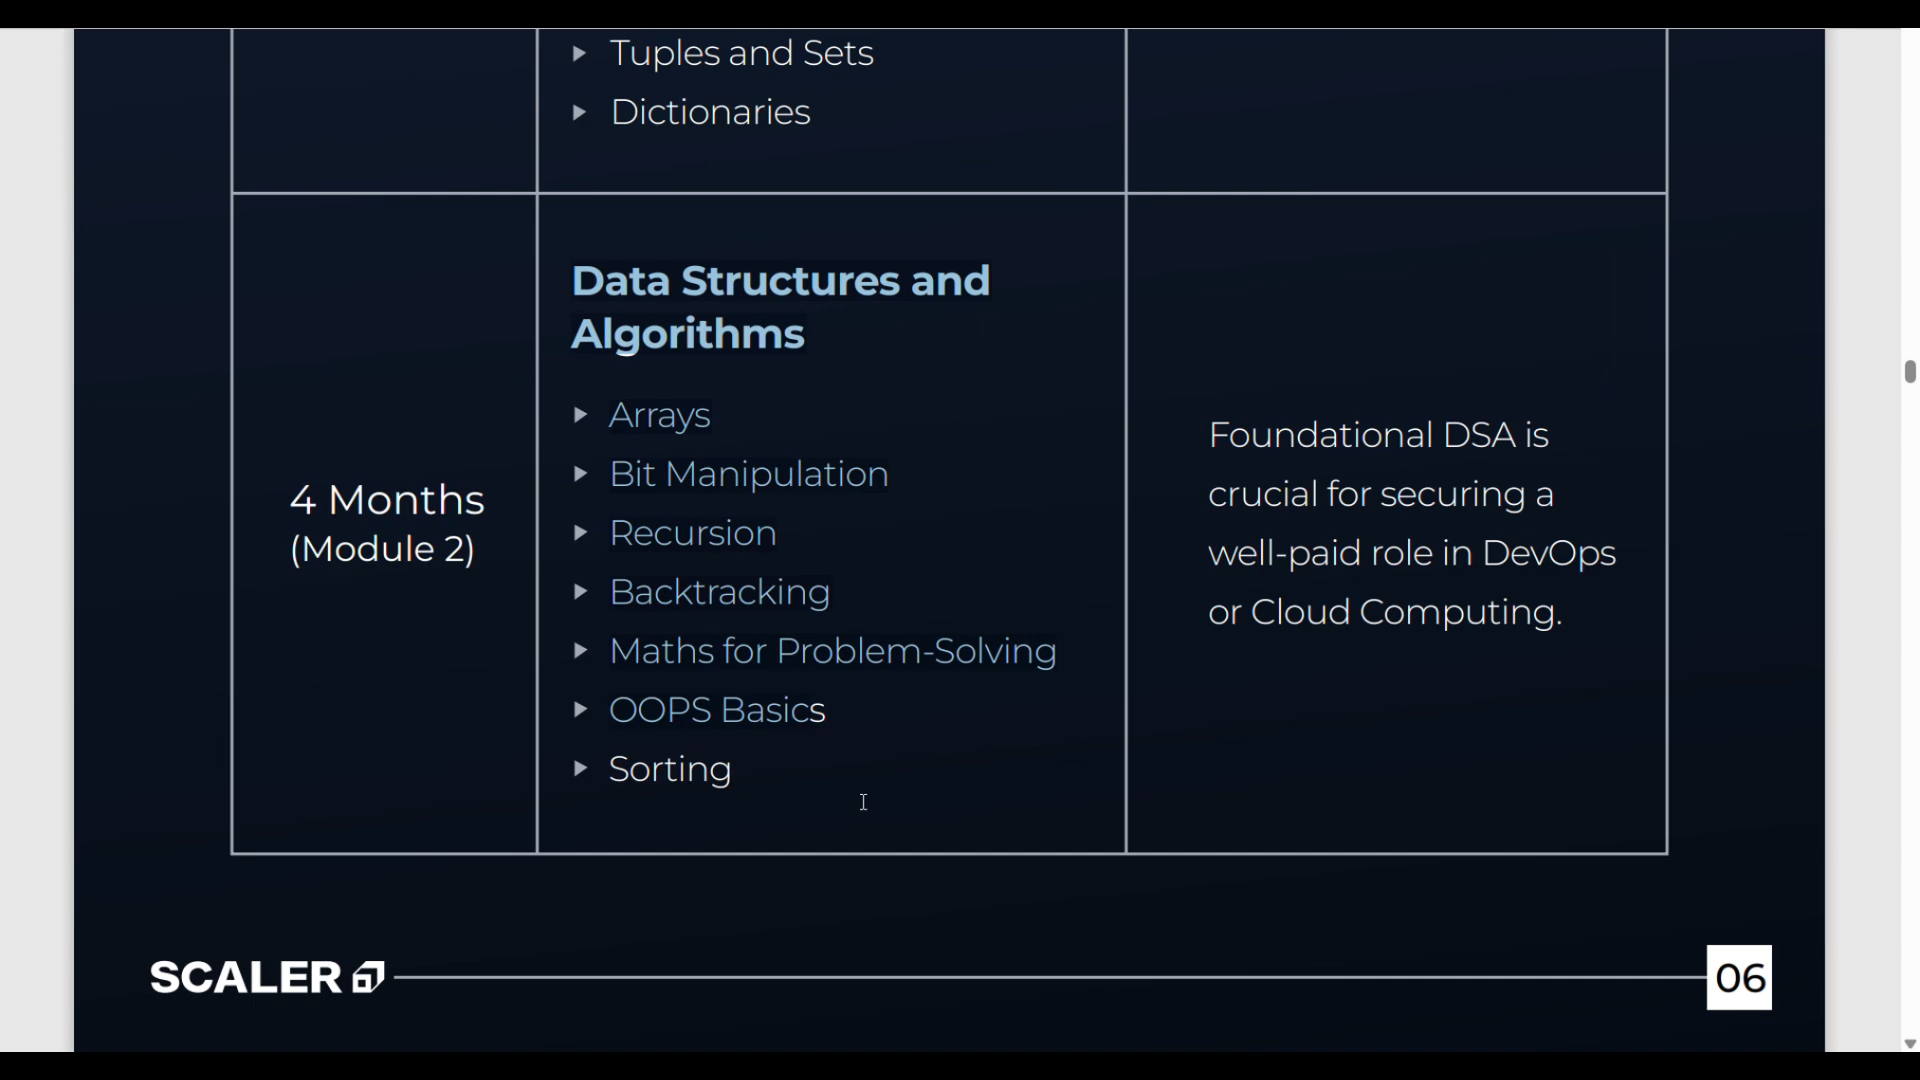 Tuples and Sets
Dictionaries
4 Months
(Module 2)
Data Structures and
Algorithms
Arrays
Bit Manipulation
Recursion
Backtracking
Maths for Problem-Solving
OOPS Basics
Sorting
Foundational DSA is
crucial for securing a
well-paid role in DevOps
or Cloud Computing.
SCALER
06